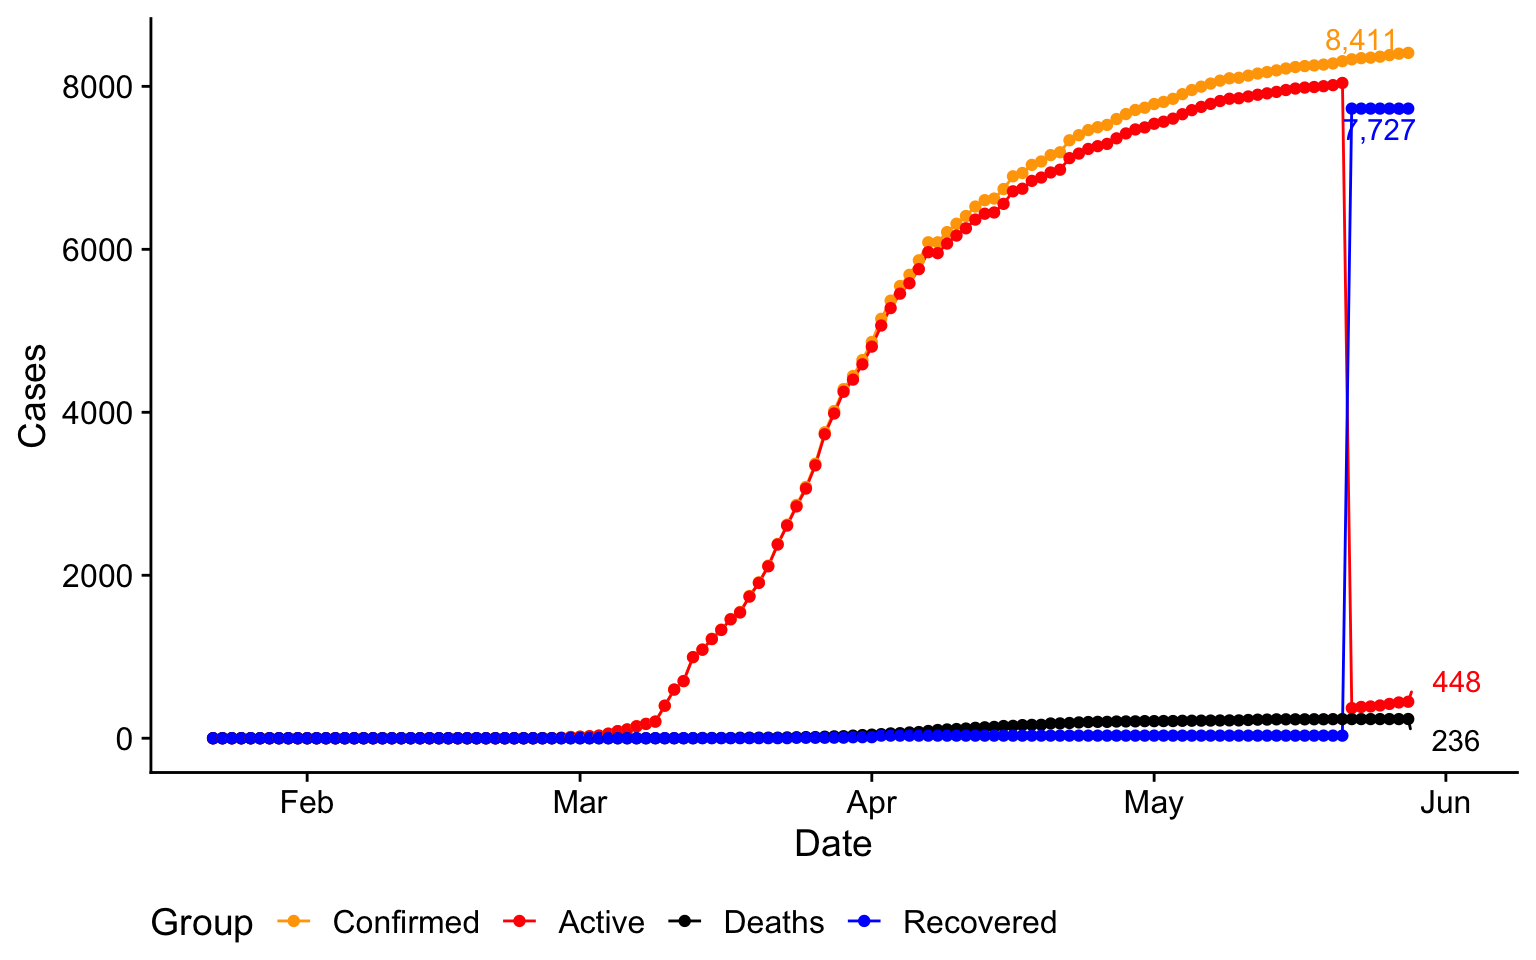 8,411
8000
7,727
6000
Cases
4000
2000
448
0
236
Feb Mar Apr May Jun
Date
Group Confirmed Active Deaths Recovered